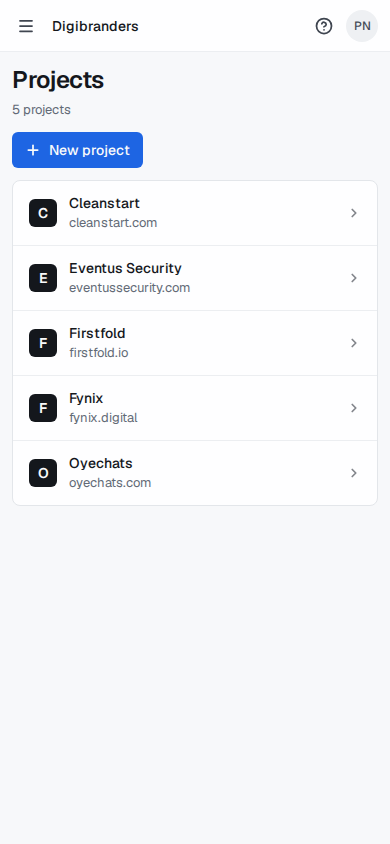 Digibranders
PN
Projects
5 projects
New project
C
Cleanstart
cleanstart.com
E
Eventus Security
eventussecurity.com
F
Firstfold
firstfold.io
F
Fynix
fynix.digital
O
Oyechats
oyechats.com